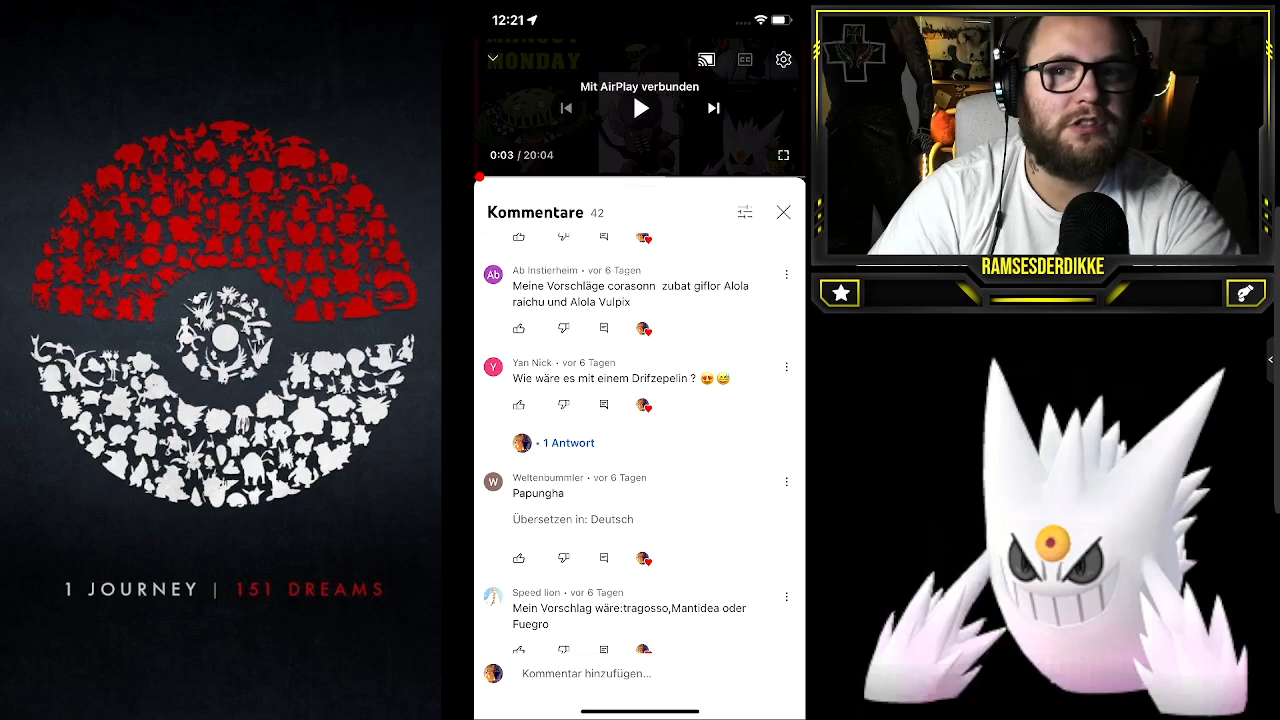 1 JOURNEY | 151 DREAMS
12:21
MONDAY
CC
Mit AirPlay verbunden
0:03 / 20:04
Kommentare 42
Ab Instierheim • vor 6 Tagen
Ab
Meine Vorschläge corasonn zubat giflor Alola
raichu und Alola Vulpix
Yan Nick • vor 6 Tagen
Y
Wie wäre es mit einem Drifzepelin ? 😍😅
• 1 Antwort
Weltenbummler • vor 6 Tagen
W
Papungha
Übersetzen in: Deutsch
Speed lion • vor 6 Tagen
Mein Vorschlag wäre:tragosso,Mantidea oder
Fuegro
Kommentar hinzufügen...
RAMSESDERDIKKE